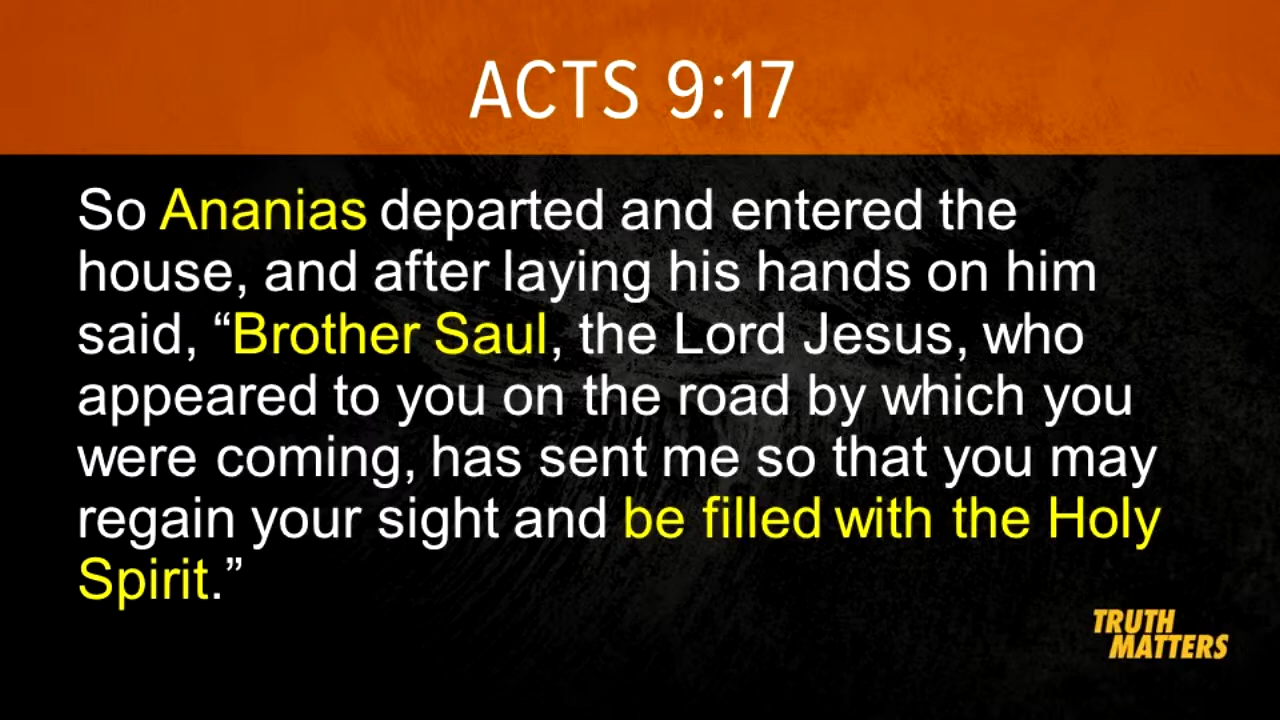 ACTS 9:17
So Ananias departed and entered the
house, and after laying his hands on him
said, “Brother Saul, the Lord Jesus, who
appeared to you on the road by which you
were coming, has sent me so that you may
regain your sight and be filled with the Holy
Spirit.”
TRUTH
MATTERS